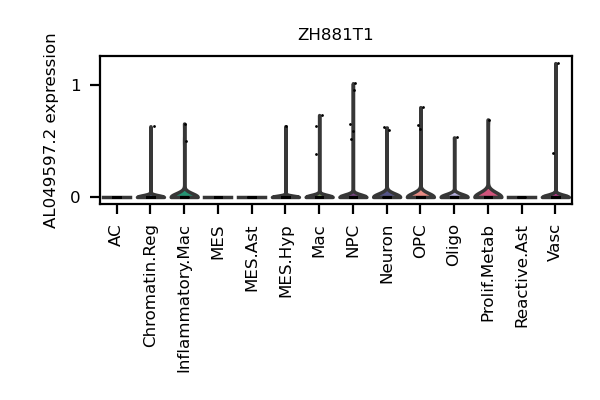 ZH881T1
AL049597.2 expression
1
0
AC
Chromatin.Reg
Inflammatory.Mac
MES
MES.Ast
MES.Hyp
Mac
NPC
Neuron
OPC
Oligo
Prolif.Metab
Reactive.Ast
Vasc